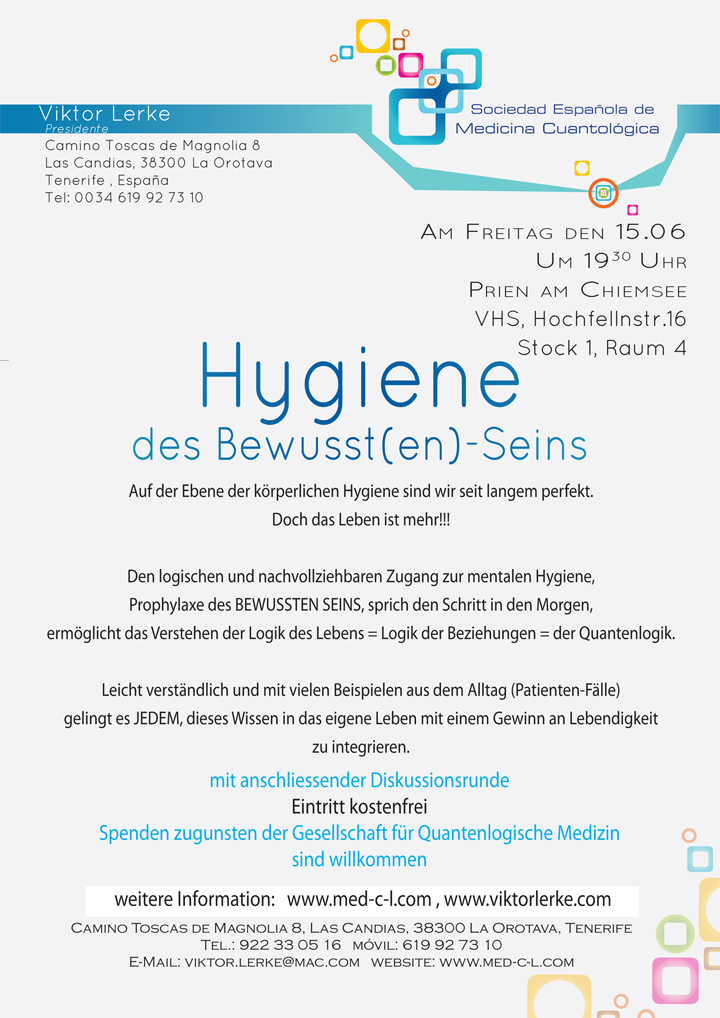 Viktor Lerke
Presidente
Camino Toscas de Magnolia 8
Las Candias, 38300 La Orotava
Tenerife , España
Tel: 0034 619 92 73 10
Sociedad Española de
Medicina Cuantológica
Am Freitag den 15.06
Um 19³⁰ Uhr
Prien am Chiemsee
VHS, Hochfellnstr.16
Stock 1, Raum 4
Hygiene
des Bewusst(en)-Seins
Auf der Ebene der körperlichen Hygiene sind wir seit langem perfekt.
Doch das Leben ist mehr!!!
Den logischen und nachvollziehbaren Zugang zur mentalen Hygiene,
Prophylaxe des BEWUSSTEN SEINS, sprich den Schritt in den Morgen,
ermöglicht das Verstehen der Logik des Lebens = Logik der Beziehungen = der Quantenlogik.
Leicht verständlich und mit vielen Beispielen aus dem Alltag (Patienten-Fälle)
gelingt es JEDEM, dieses Wissen in das eigene Leben mit einem Gewinn an Lebendigkeit
zu integrieren.
mit anschliessender Diskussionsrunde
Eintritt kostenfrei
Spenden zugunsten der Gesellschaft für Quantenlogische Medizin
sind willkommen
weitere Information: www.med-c-l.com , www.viktorlerke.com
Camino Toscas de Magnolia 8, Las Candias, 38300 La Orotava, Tenerife
Tel.: 922 33 05 16 móvil: 619 92 73 10
E-Mail: viktor.lerke@mac.com website: www.med-c-l.com